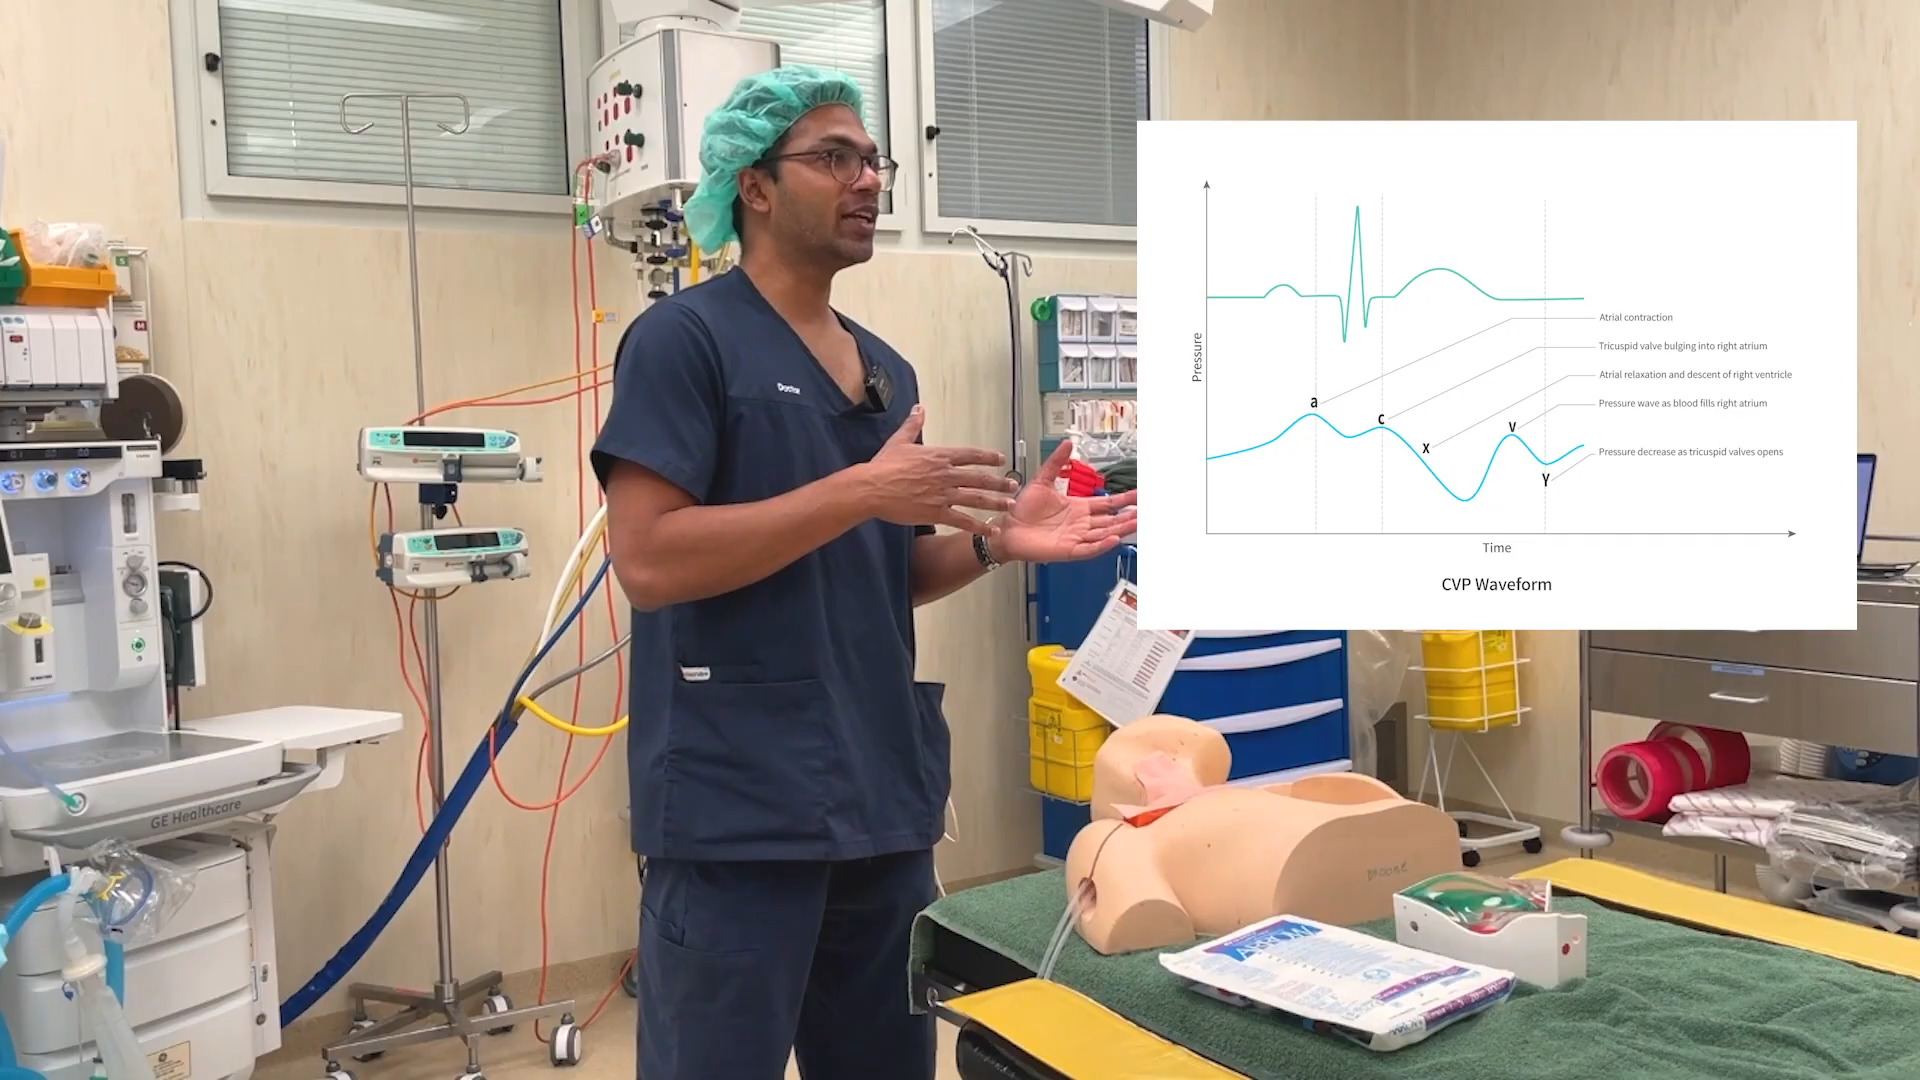 Doctor
GE Healthcare
ARROW
Pressure
a
c
x
v
Y
Atrial contraction
Tricuspid valve bulging into right atrium
Atrial relaxation and descent of right ventricle
Pressure wave as blood fills right atrium
Pressure decrease as tricuspid valves opens
Time
CVP Waveform